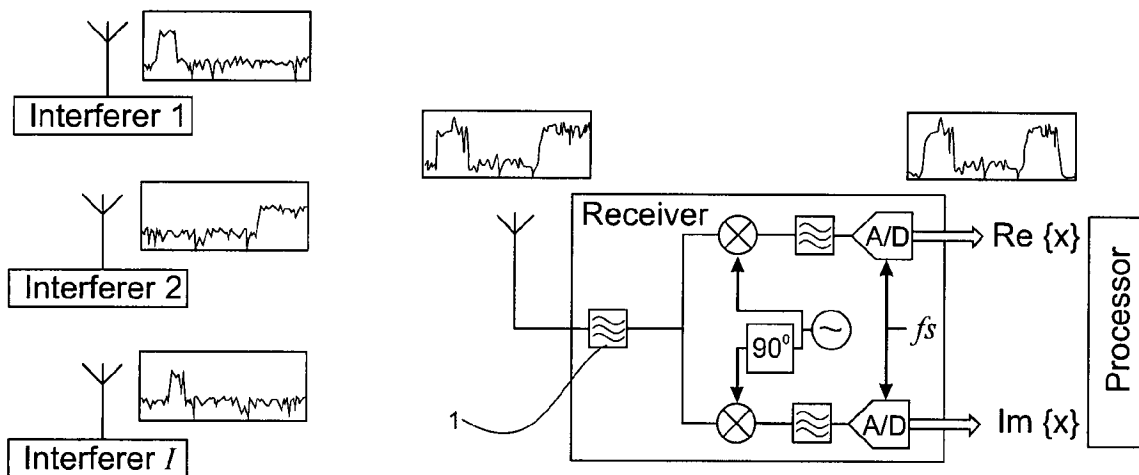 Interferer 1
Interferer 2
Interferer I
Receiver
A/D
Re {x}
90°
~
fs
1
A/D
Im {x}
Processor